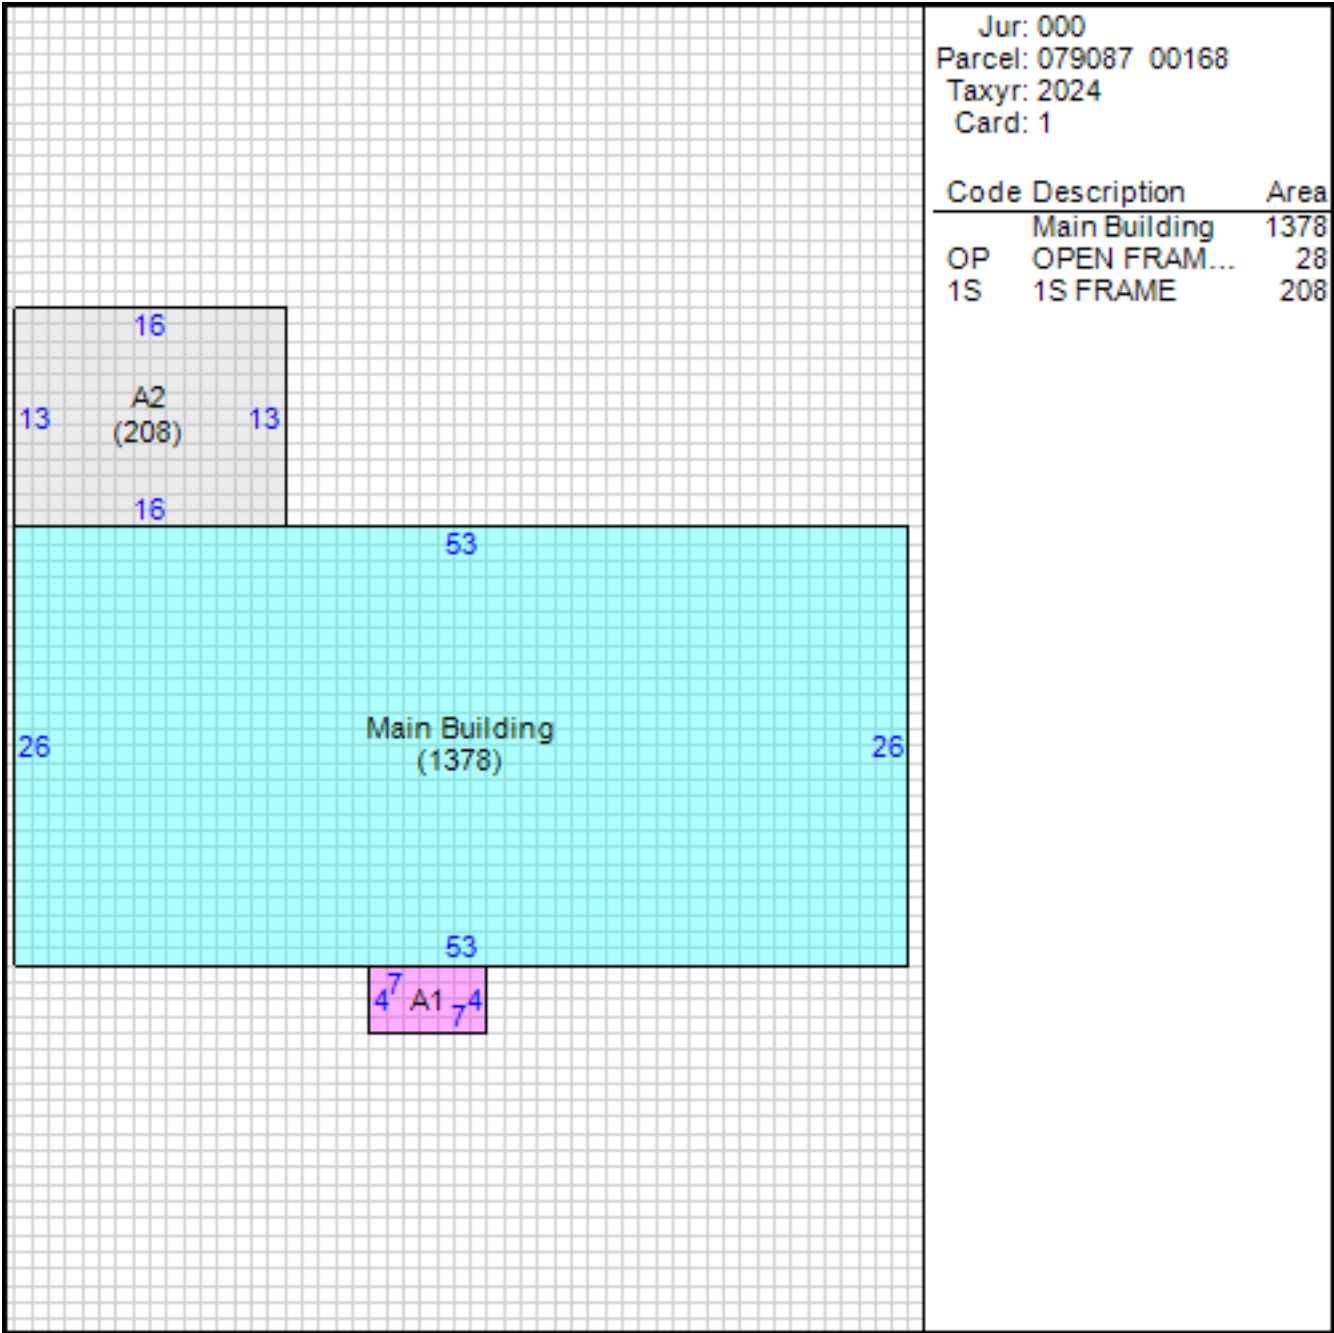 Jur: 000
Parcel: 079087 00168
Taxyr: 2024
Card: 1
Code Description Area
Main Building 1378
OP OPEN FRAM... 28
1S 1S FRAME 208
16
A2
13 13
(208)
16
53
Main Building
26 26
(1378)
53
7
4 A1 4
7